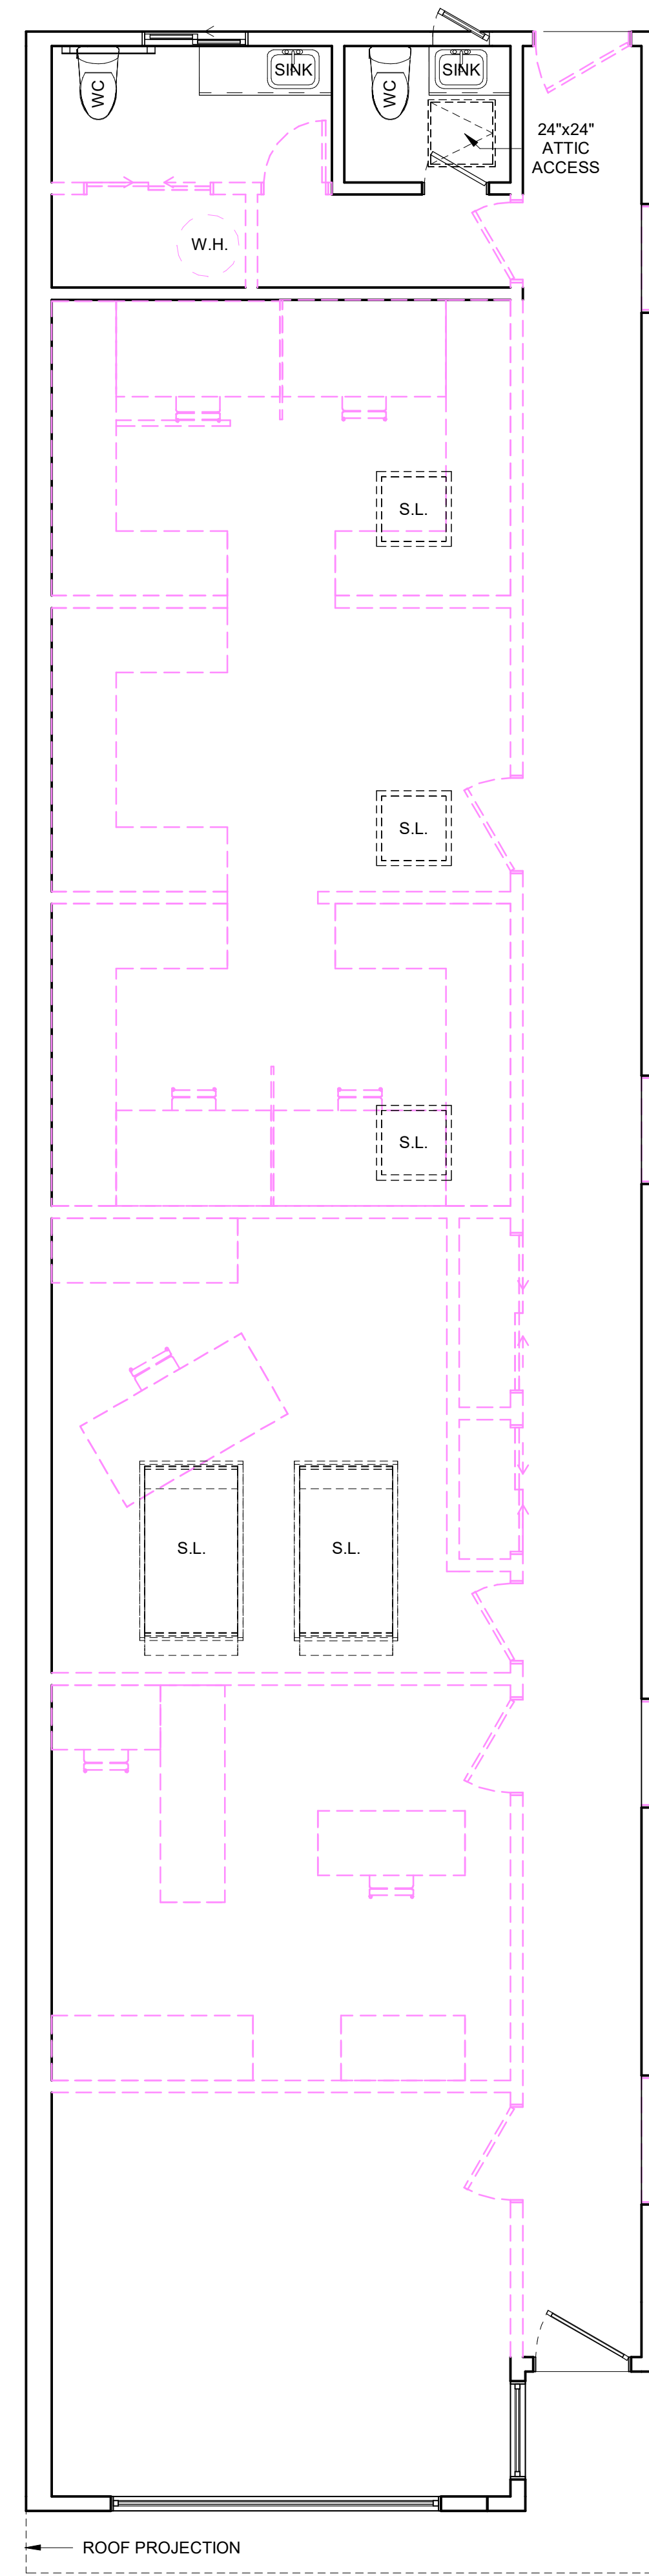 WC
SINK
WC
SINK
24"x24"
ATTIC
ACCESS
W.H.
S.L.
S.L.
S.L.
S.L.
S.L.
ROOF PROJECTION